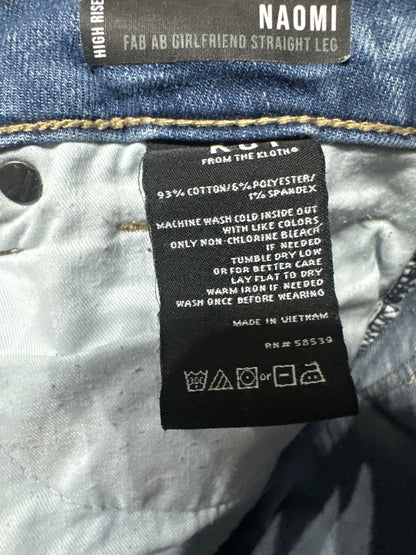 HIGH RISE
NAOMI
FAB AB GIRLFRIEND STRAIGHT LEG
KUT
FROM THE KLOTH®
93% COTTON/6% POLYESTER/
1% SPANDEX
MACHINE WASH COLD INSIDE OUT
WITH LIKE COLORS
ONLY NON-CHLORINE BLEACH
IF NEEDED
TUMBLE DRY LOW
OR FOR BETTER CARE
LAY FLAT TO DRY
WARM IRON IF NEEDED
WASH ONCE BEFORE WEARING
MADE IN VIETNAM
RN# 58539
or